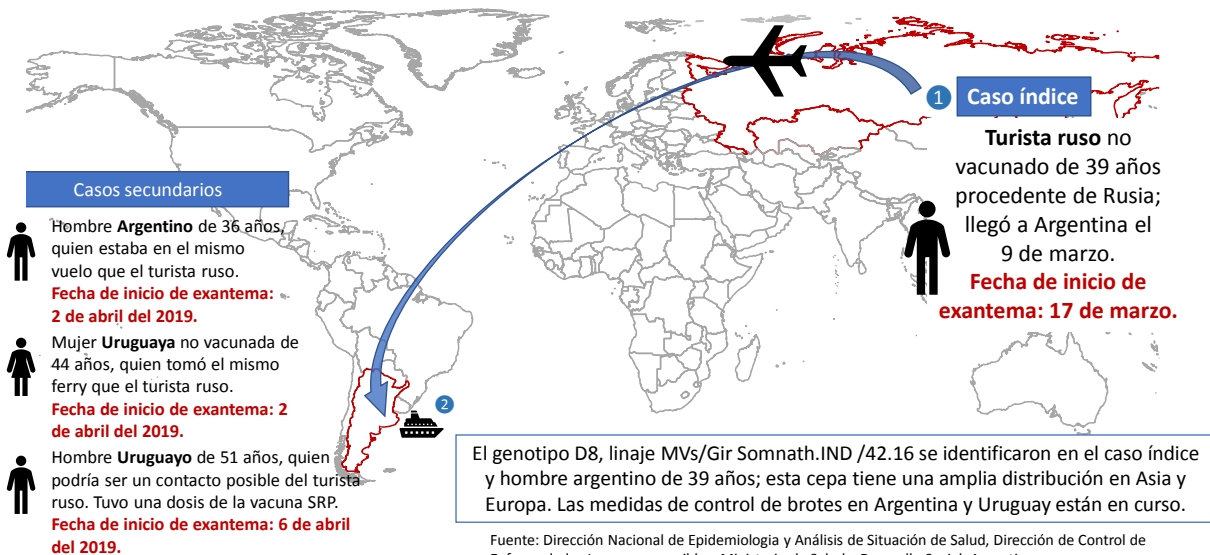 1 Caso índice
Turista ruso no
vacunado de 39 años
procedente de Rusia;
llegó a Argentina el
9 de marzo.
Fecha de inicio de
exantema: 17 de marzo.
Casos secundarios
Hombre Argentino de 36 años,
quien estaba en el mismo
vuelo que el turista ruso.
Fecha de inicio de exantema:
2 de abril del 2019.
Mujer Uruguaya no vacunada de
44 años, quien tomó el mismo
ferry que el turista ruso.
Fecha de inicio de exantema: 2
de abril del 2019.
Hombre Uruguayo de 51 años, quien
podría ser un contacto posible del turista
ruso. Tuvo una dosis de la vacuna SRP.
Fecha de inicio de exantema: 6 de abril
del 2019.
2
El genotipo D8, linaje MVs/Gir Somnath.IND /42.16 se identificaron en el caso índice
y hombre argentino de 39 años; esta cepa tiene una amplia distribución en Asia y
Europa. Las medidas de control de brotes en Argentina y Uruguay están en curso.
Fuente: Dirección Nacional de Epidemiologia y Análisis de Situación de Salud, Dirección de Control de